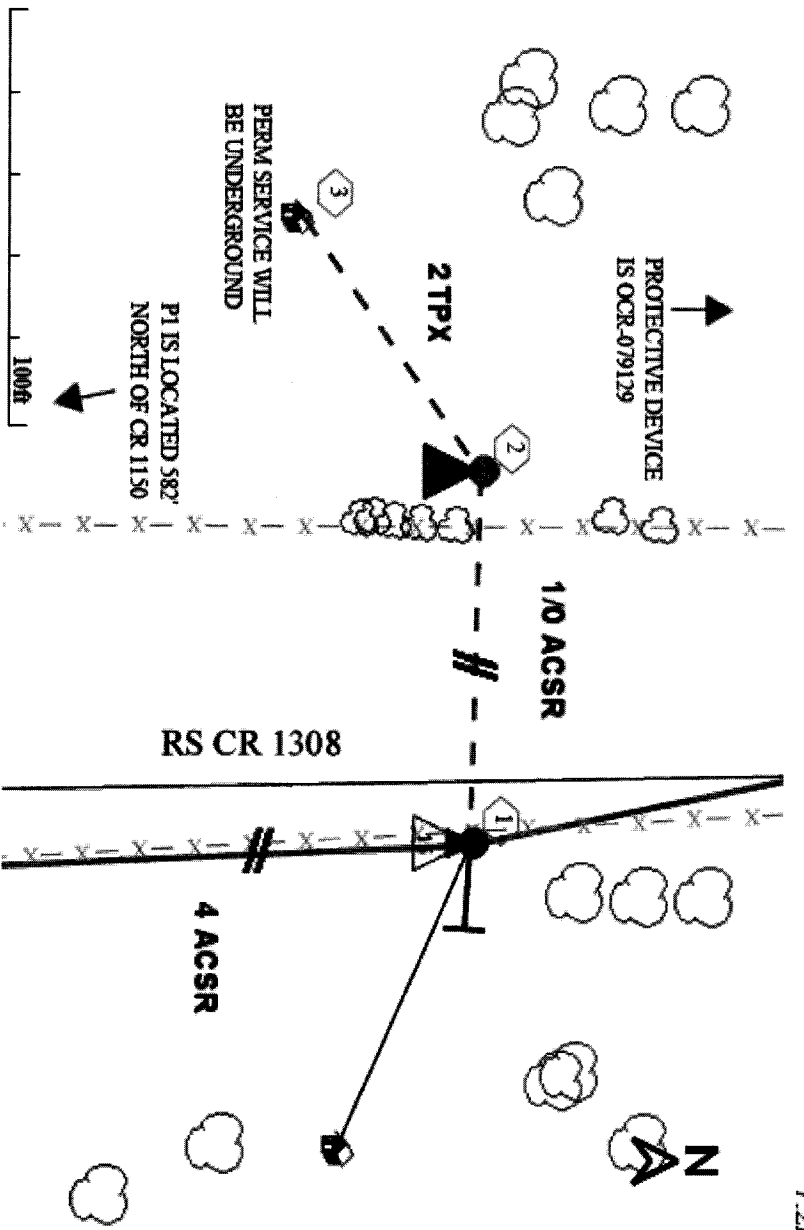 PROTECTIVE DEVICE
IS OCR-079129
3
2 TPX
PERM SERVICE WILL
BE UNDERGROUND
2
P1 IS LOCATED 582'
NORTH OF CR 1150
100ft
1/0 ACSR
RS CR 1308
1
4 ACSR
N